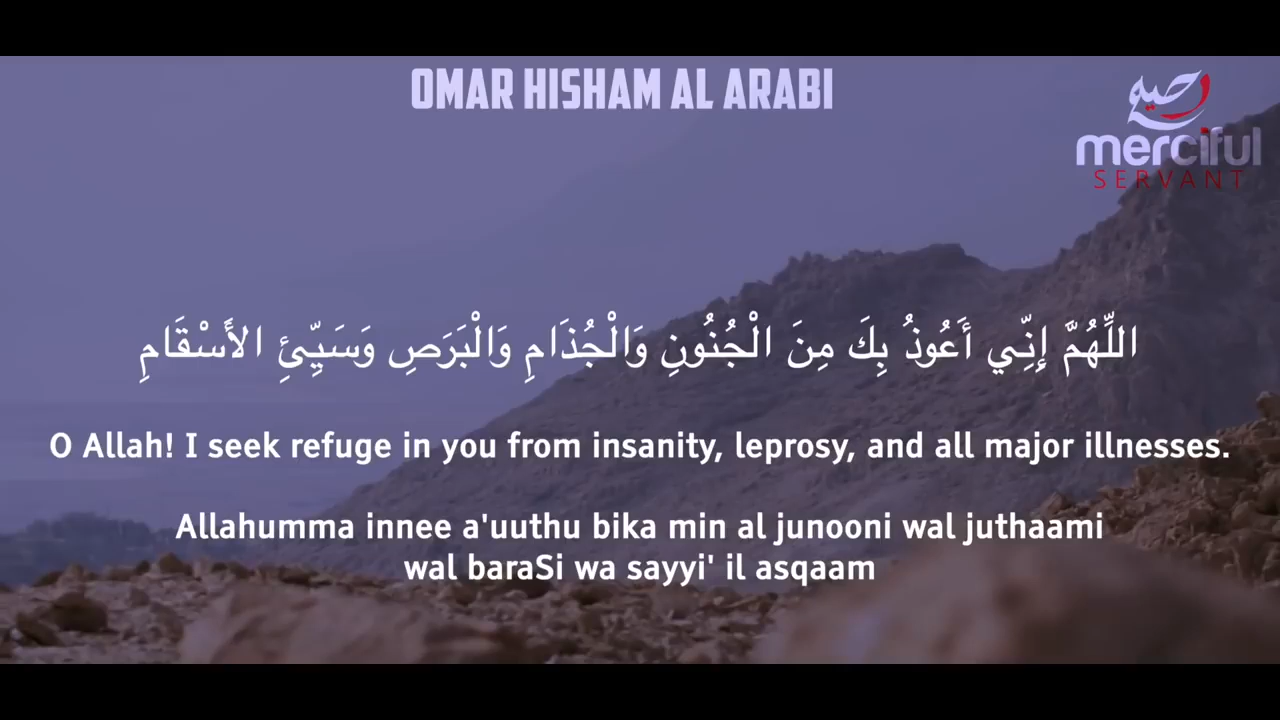 OMAR HISHAM AL ARABI
merciful
SERVANT
اللَّهُمَّ إِنِّي أَعُوذُ بِكَ مِنَ الْجُنُونِ وَالْجُذَامِ وَالْبَرَصِ وَسَيِّئِ الأَسْقَامِ
O Allah! I seek refuge in you from insanity, leprosy, and all major illnesses.
Allahumma innee a'uuthu bika min al junooni wal juthaami
wal baraSi wa sayyi' il asqaam